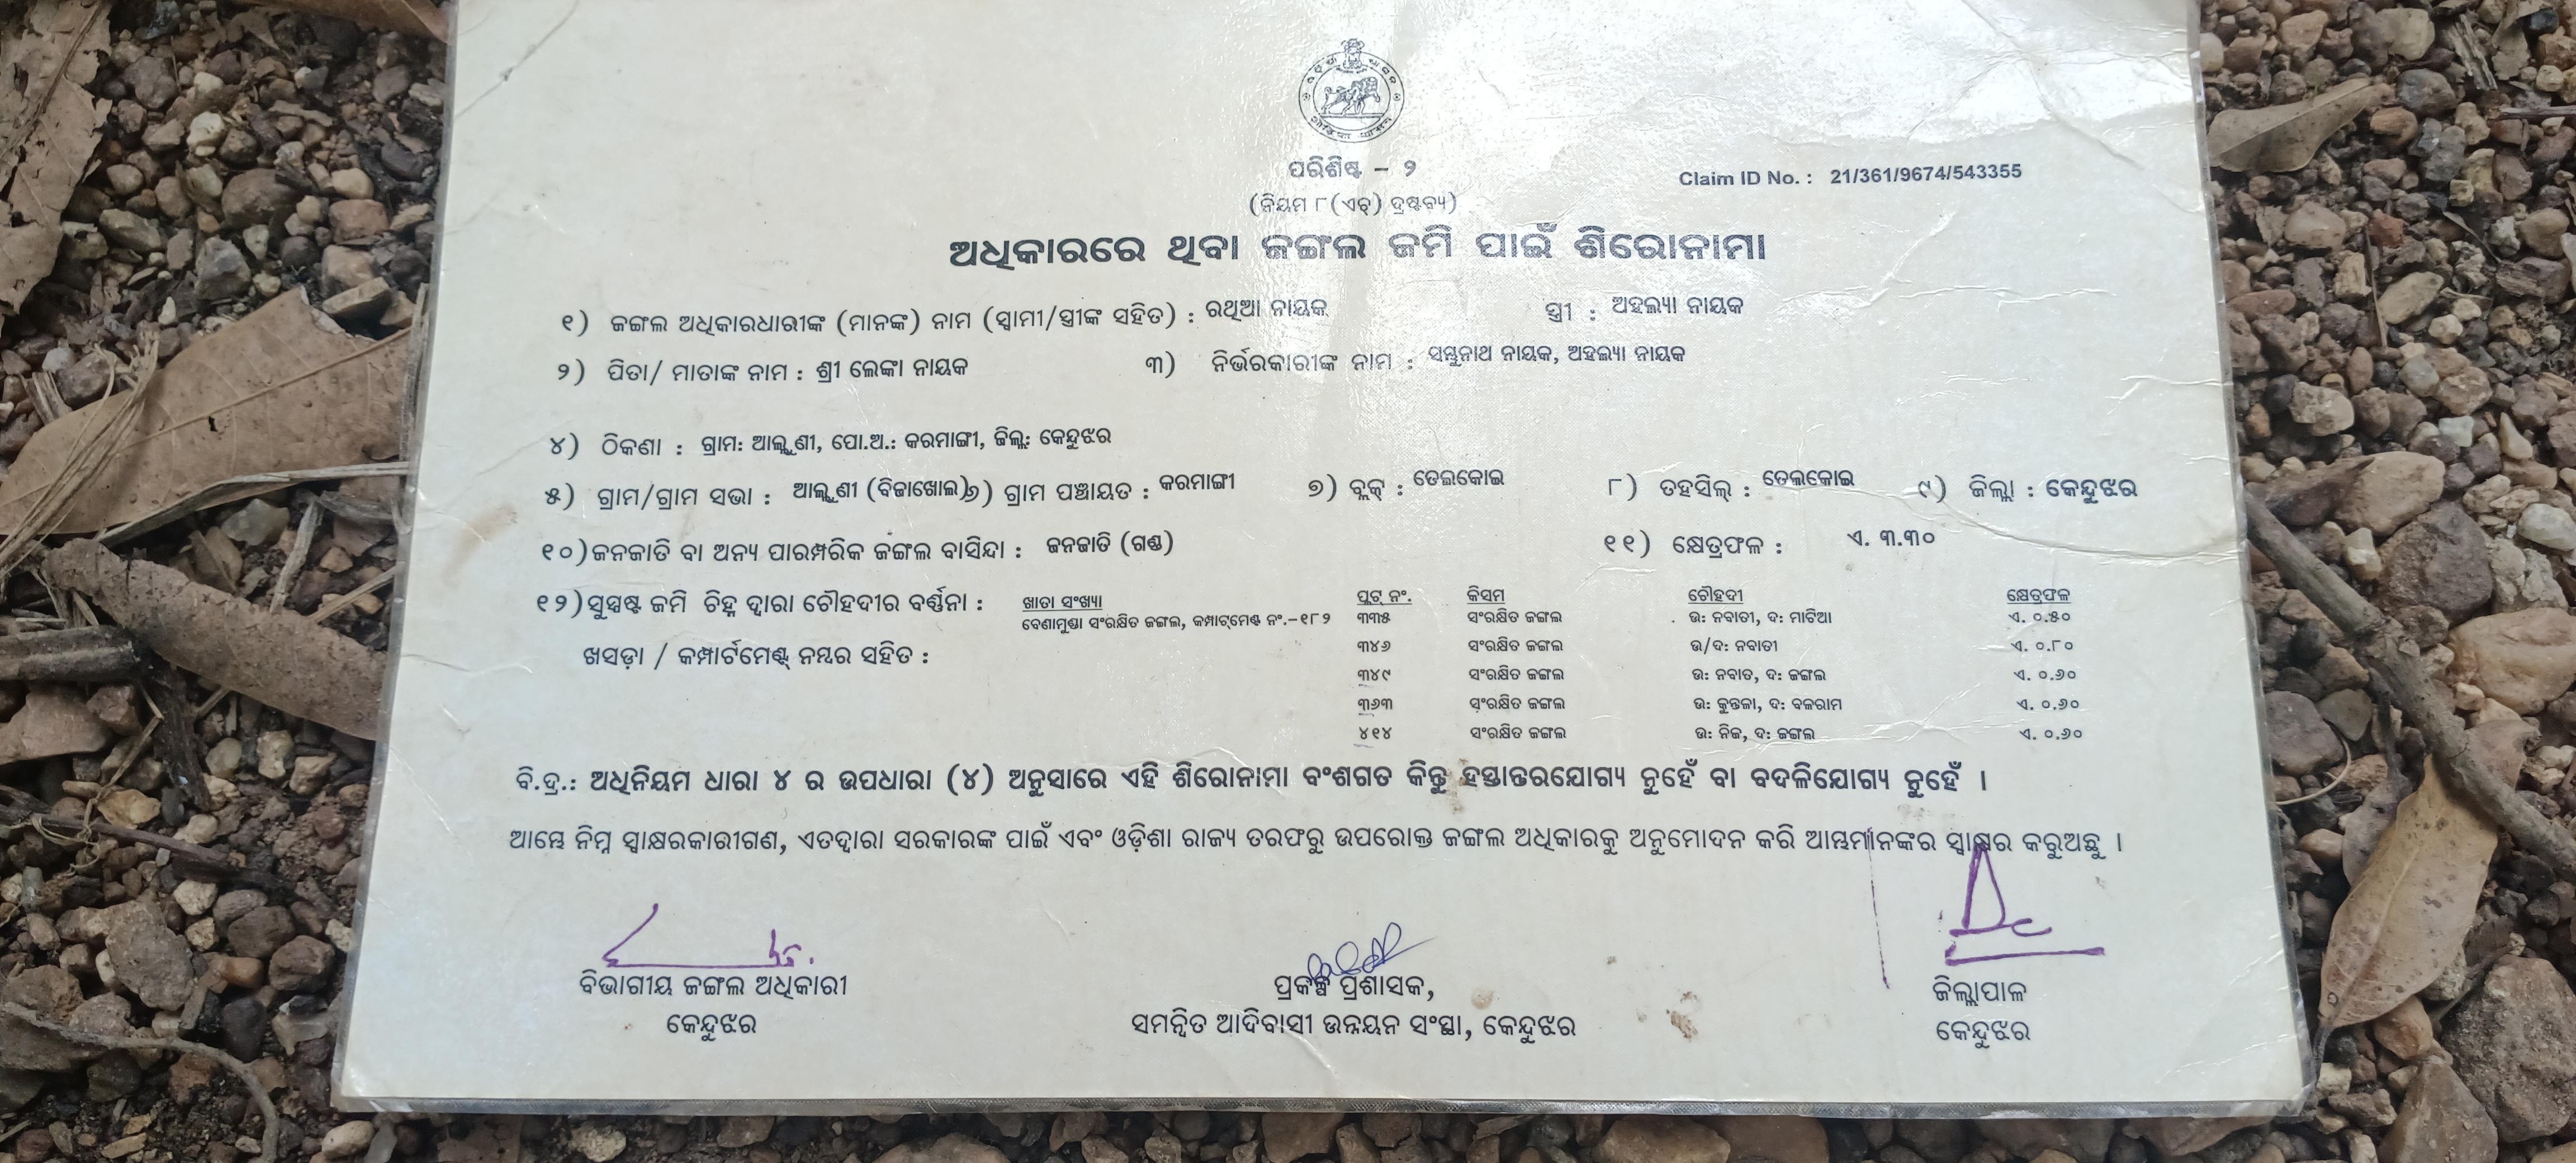 ପରିଶିଷ୍ଟ - ୨
Claim ID No. : 21/361/9674/543355
(ନିୟମ ୮(ଏଚ୍) ଦ୍ରଷ୍ଟବ୍ୟ)
ଅଧିକାରରେ ଥିବା ଜଙ୍ଗଲ ଜମି ପାଇଁ ଶିରୋନାମା
୧) ଜଙ୍ଗଲ ଅଧିକାରଧାରୀଙ୍କ (ମାନଙ୍କ) ନାମ (ସ୍ୱାମୀ/ସ୍ତ୍ରୀଙ୍କ ସହିତ) : ରଥିଆ ନାୟକ ସ୍ତ୍ରୀ : ଅହଲ୍ୟା ନାୟକ
୨) ପିତା/ ମାତାଙ୍କ ନାମ : ଶ୍ରୀ ଲେଙ୍କା ନାୟକ ୩) ନିର୍ଭରକାରୀଙ୍କ ନାମ : ସମ୍ଭୁନାଥ ନାୟକ, ଅହଲ୍ୟା ନାୟକ
୪) ଠିକଣା : ଗ୍ରାମ: ଆଲ୍ଲୁଣୀ, ପୋ.ଅ.: କରମାଙ୍ଗୀ, ଜିଲ୍ଲା: କେନ୍ଦୁଝର
୫) ଗ୍ରାମ/ଗ୍ରାମ ସଭା : ଆଲ୍ଲୁଣୀ (ବିଜାଖୋଲ) ୬) ଗ୍ରାମ ପଞ୍ଚାୟତ : କରମାଙ୍ଗୀ ୭) ବ୍ଲକ୍ : ତେଲକୋଇ ୮) ତହସିଲ୍ : ତେଲକୋଇ ୯) ଜିଲ୍ଲା : କେନ୍ଦୁଝର
୧୦) ଜନଜାତି ବା ଅନ୍ୟ ପାରମ୍ପରିକ ଜଙ୍ଗଲ ବାସିନ୍ଦା : ଜନଜାତି (ଗଣ୍ଡ) ୧୧) କ୍ଷେତ୍ରଫଳ : ଏ. ୩.୩୦
୧୨) ସୁସ୍ପଷ୍ଟ ଜମି ଚିହ୍ନ ଦ୍ୱାରା ଚୌହଦୀର ବର୍ଣ୍ଣନା : ଖାତା ସଂଖ୍ୟା ପ୍ଲଟ୍ ନଂ. କିସମ ଚୌହଦୀ କ୍ଷେତ୍ରଫଳ
ବେଣାମୁଣ୍ଡା ସଂରକ୍ଷିତ ଜଙ୍ଗଲ, କମ୍ପାଟ୍‌ମେଣ୍ଟ ନଂ.-୧୮୨ ୩୩୫ ସଂରକ୍ଷିତ ଜଙ୍ଗଲ ଉ: ନବାତୀ, ଦ: ମାଟିଆ ଏ. ୦.୫୦
ଖସଡ଼ା / କମ୍ପାର୍ଟମେଣ୍ଟ୍ ନମ୍ବର ସହିତ : ୩୪୬ ସଂରକ୍ଷିତ ଜଙ୍ଗଲ ଉ/ଦ: ନବାତୀ ଏ. ୦.୮୦
୩୪୯ ସଂରକ୍ଷିତ ଜଙ୍ଗଲ ଉ: ନବାତ, ଦ: ଜଙ୍ଗଲ ଏ. ୦.୬୦
୩୬୩ ସଂରକ୍ଷିତ ଜଙ୍ଗଲ ଉ: କୁନ୍ତଳା, ଦ: ବଳରାମ ଏ. ୦.୬୦
୪୧୪ ସଂରକ୍ଷିତ ଜଙ୍ଗଲ ଉ: ନିଜ, ଦ: ଜଙ୍ଗଲ ଏ. ୦.୬୦
ବି.ଦ୍ର.: ଅଧିନିୟମ ଧାରା ୪ ର ଉପଧାରା (୪) ଅନୁସାରେ ଏହି ଶିରୋନାମା ବଂଶଗତ କିନ୍ତୁ ହସ୍ତାନ୍ତରଯୋଗ୍ୟ ନୁହେଁ ବା ବଦଳିଯୋଗ୍ୟ ନୁହେଁ ।
ଆମ୍ଭେ ନିମ୍ନ ସ୍ୱାକ୍ଷରକାରୀଗଣ, ଏତଦ୍ୱାରା ସରକାରଙ୍କ ପାଇଁ ଏବଂ ଓଡ଼ିଶା ରାଜ୍ୟ ତରଫରୁ ଉପରୋକ୍ତ ଜଙ୍ଗଲ ଅଧିକାରକୁ ଅନୁମୋଦନ କରି ଆମ୍ଭମାନଙ୍କର ସ୍ୱାକ୍ଷର କରୁଅଛୁ ।
ବିଭାଗୀୟ ଜଙ୍ଗଲ ଅଧିକାରୀ ପ୍ରକଳ୍ପ ପ୍ରଶାସକ, ଜିଲ୍ଲାପାଳ
କେନ୍ଦୁଝର ସମନ୍ୱିତ ଆଦିବାସୀ ଉନ୍ନୟନ ସଂସ୍ଥା, କେନ୍ଦୁଝର କେନ୍ଦୁଝର